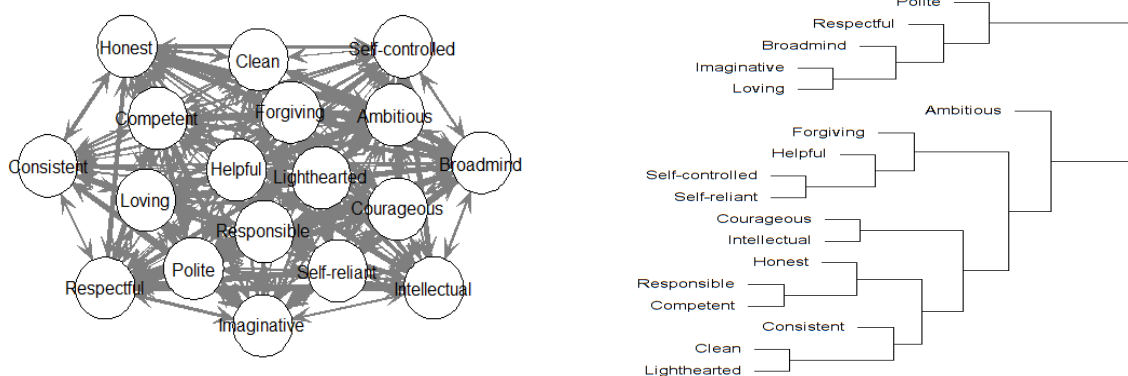 Honest
Clean
Self-controlled
Competent
Forgiving
Ambitious
Consistent
Helpful
Lighthearted
Broadmind
Loving
Courageous
Responsible
Respectful
Polite
Self-reliant
Intellectual
Imaginative
Polite
Respectful
Broadmind
Imaginative
Loving
Ambitious
Forgiving
Helpful
Self-controlled
Self-reliant
Courageous
Intellectual
Honest
Responsible
Competent
Consistent
Clean
Lighthearted